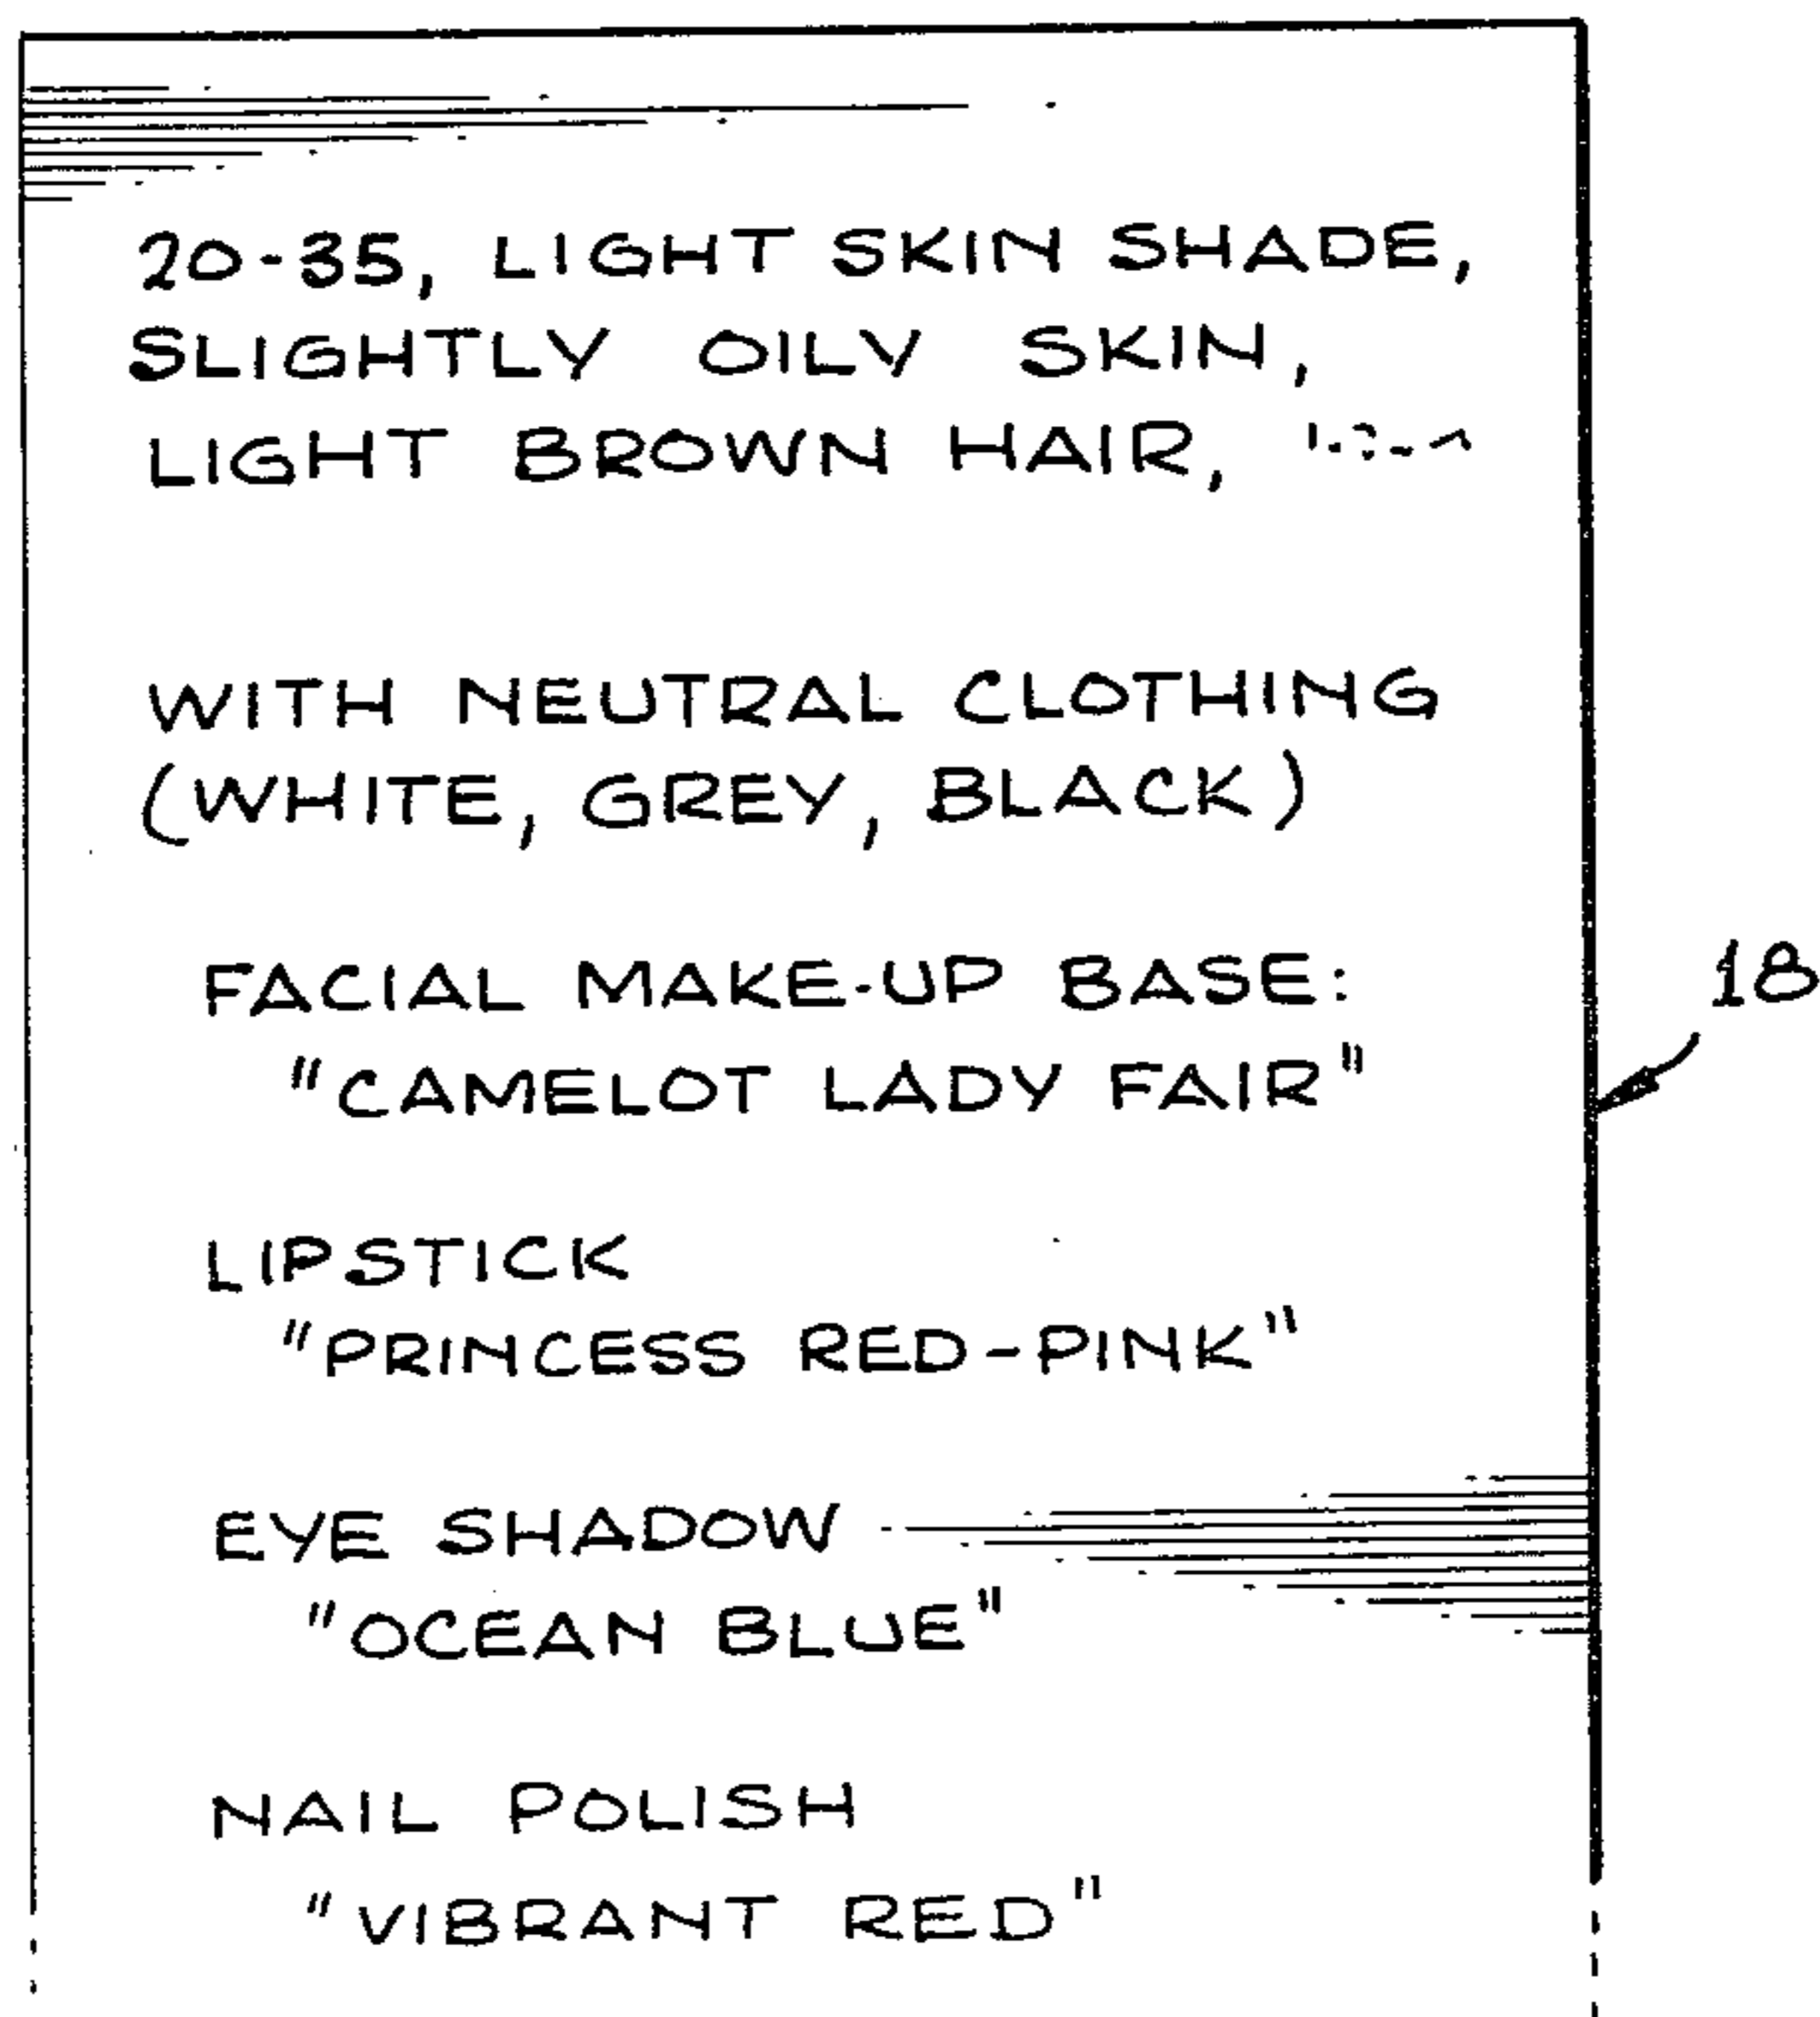 20-35, LIGHT SKIN SHADE,
SLIGHTLY OILY SKIN,
LIGHT BROWN HAIR,
WITH NEUTRAL CLOTHING
(WHITE, GREY, BLACK)
FACIAL MAKE-UP BASE:
"CAMELOT LADY FAIR"
18
LIPSTICK
"PRINCESS RED-PINK"
EYE SHADOW
"OCEAN BLUE"
NAIL POLISH
"VIBRANT RED"